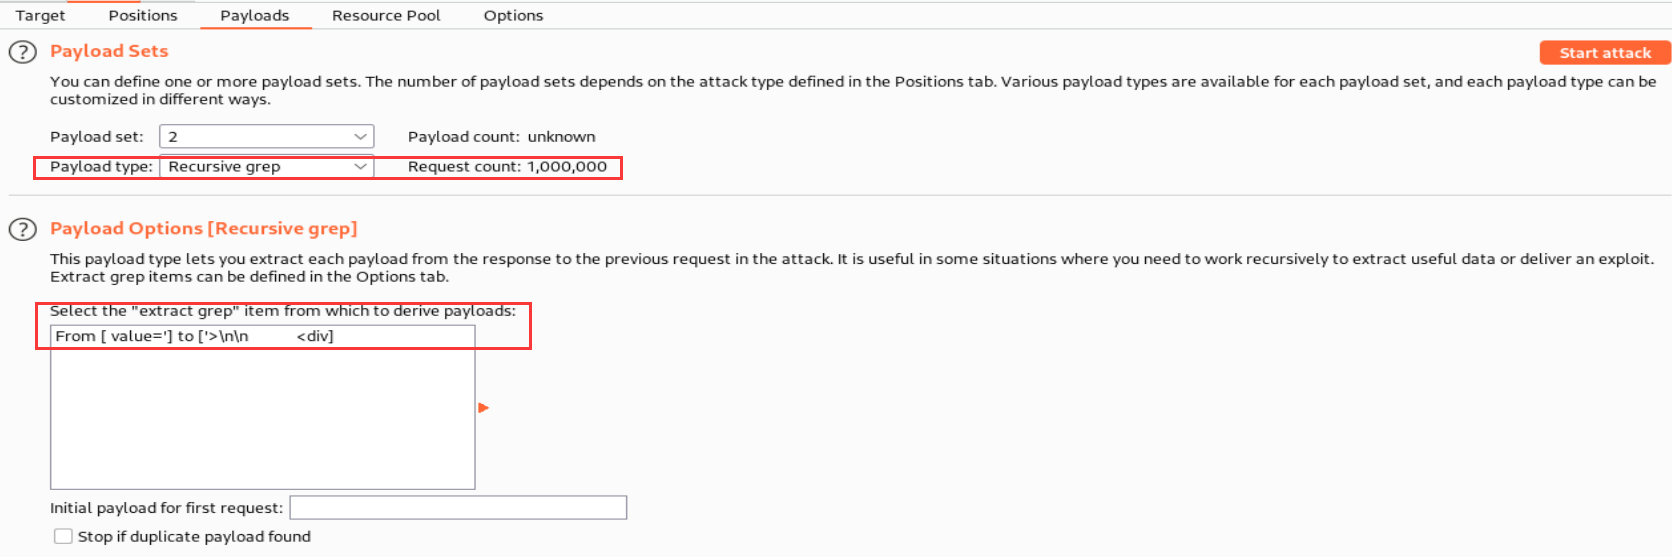 Target Positions Payloads Resource Pool Options
? Payload Sets Start attack
You can define one or more payload sets. The number of payload sets depends on the attack type defined in the Positions tab. Various payload types are available for each payload set, and each payload type can be
customized in different ways.
Payload set: 2 Payload count: unknown
Payload type: Recursive grep Request count: 1,000,000
? Payload Options [Recursive grep]
This payload type lets you extract each payload from the response to the previous request in the attack. It is useful in some situations where you need to work recursively to extract useful data or deliver an exploit.
Extract grep items can be defined in the Options tab.
Select the "extract grep" item from which to derive payloads:
From [ value='] to ['>\n\n          <div]
Initial payload for first request:
Stop if duplicate payload found